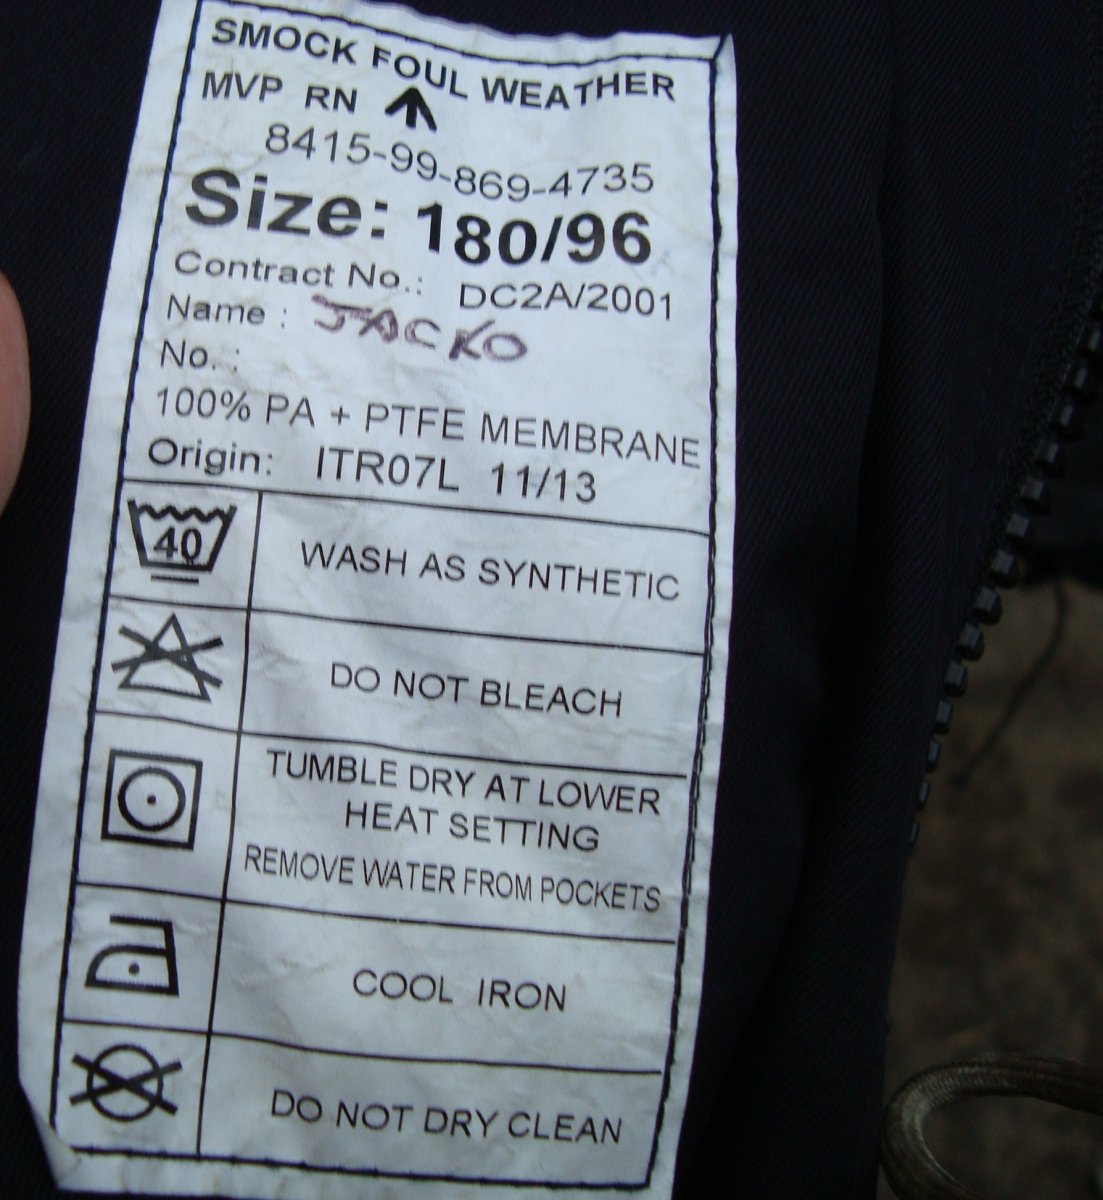 SMOCK FOUL WEATHER
MVP RN
8415-99-869-4735
Size: 180/96
Contract No.: DC2A/2001
Name : JACKO
No. :
100% PA + PTFE MEMBRANE
Origin: ITR07L 11/13
40 WASH AS SYNTHETIC
DO NOT BLEACH
TUMBLE DRY AT LOWER
HEAT SETTING
REMOVE WATER FROM POCKETS
COOL IRON
DO NOT DRY CLEAN